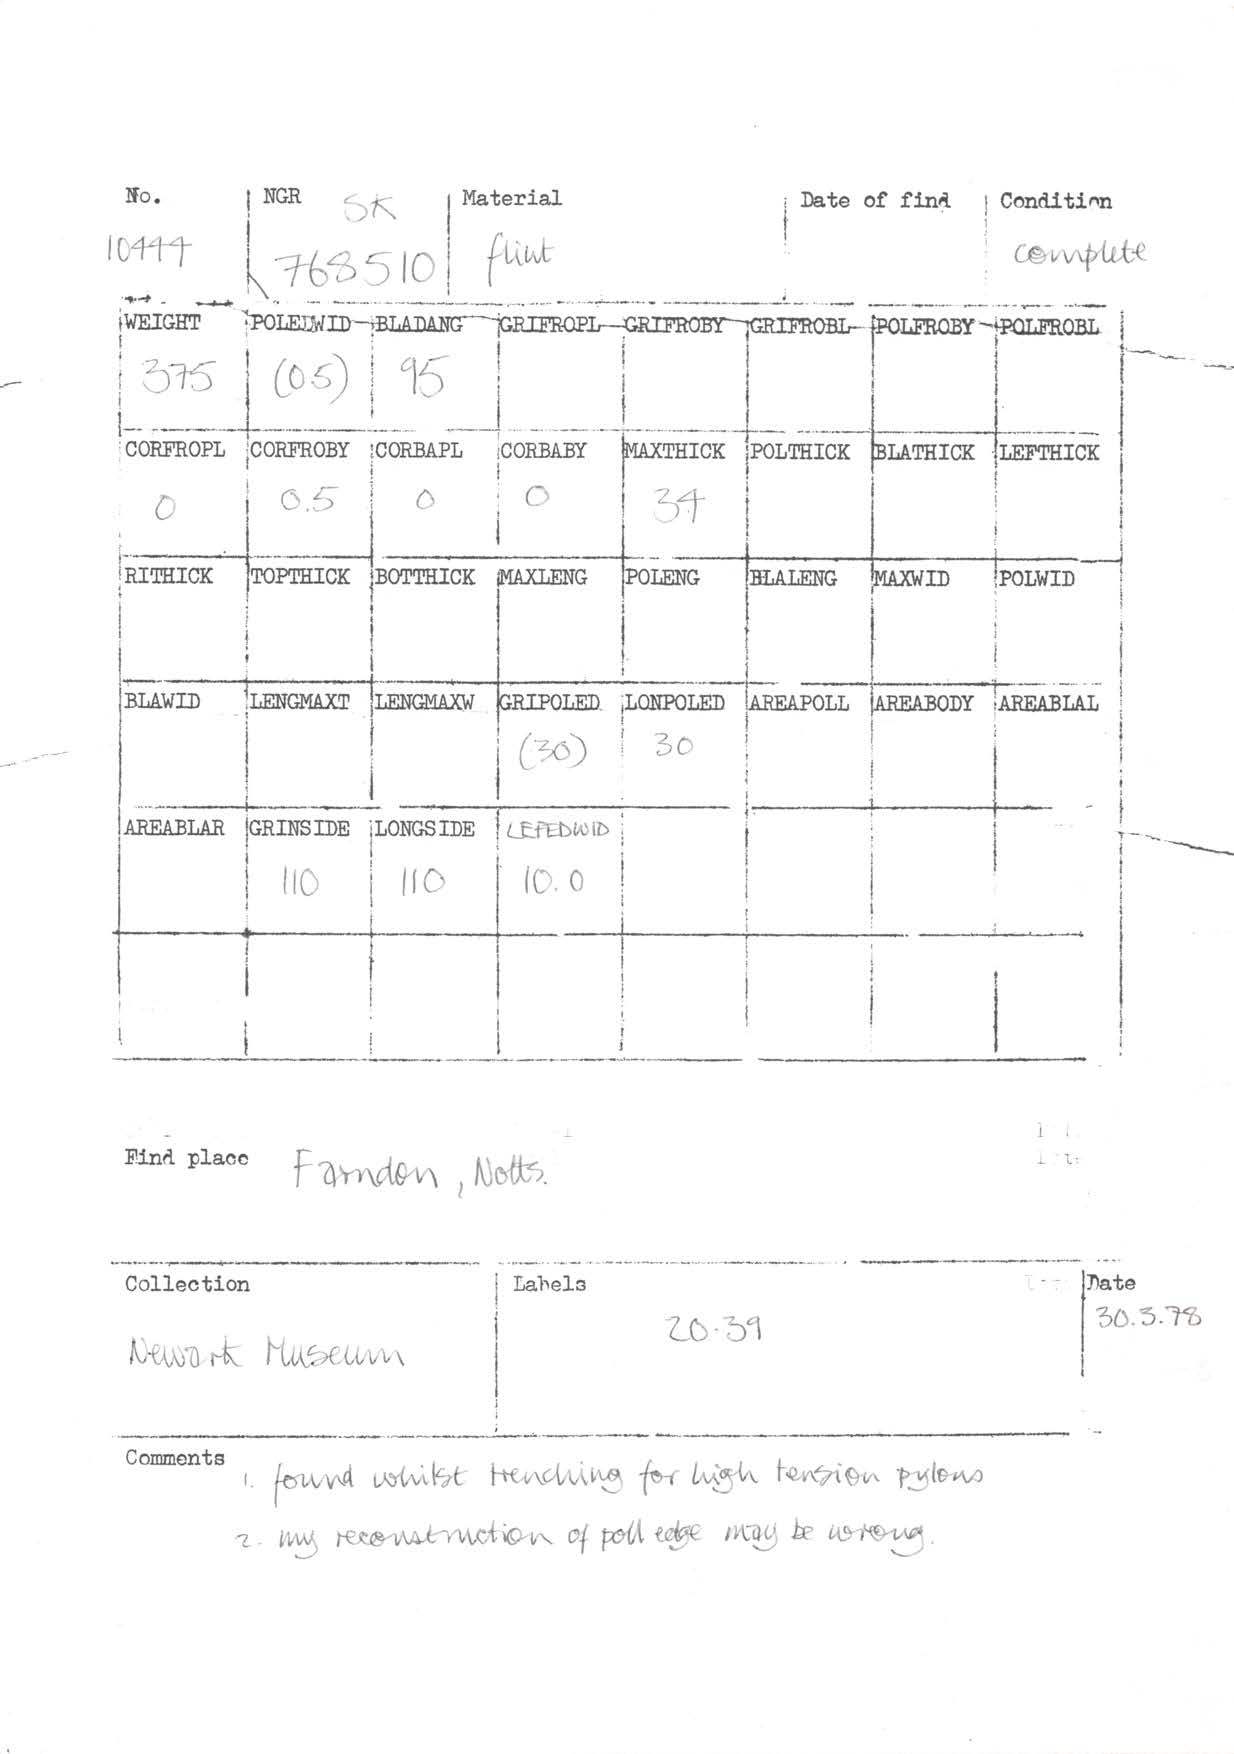 No. NGR SK Material Date of find Condition
10444 768510 flint complete
WEIGHT POLEDWID BLADANG GRIFROPL GRIFROBY GRIFROBL POLFROBY POLFROBL
375 (0.5) 95
CORFROPL CORFROBY CORBAPL CORBABY MAXTHICK POLTHICK BLATHICK LEFTHICK
0 0.5 0 0 34
RITHICK TOPTHICK BOTTHICK MAXLENG POLENG BLALENG MAXWID POLWID
BLAWID LENGMAXT LENGMAXW GRIPOLED LONPOLED AREAPOLL AREABODY AREABLAL
(30) 30
AREABLAR GRINSIDE LONGSIDE LEFEDWID
110 110 10.0
Find place Farndon, Notts.
Collection Labels Date
Newark Museum 20.39 30.3.78
Comments 1. found whilst trenching for high tension pylons
2. my reconstruction of poll edge may be wrong.